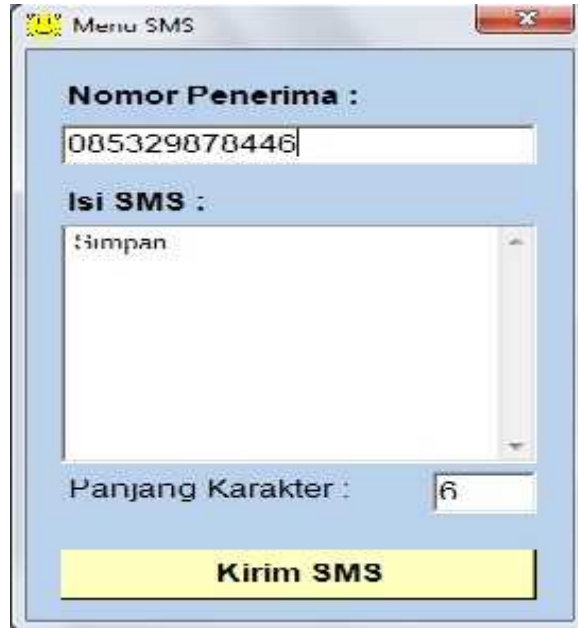 Menu SMS
Nomor Penerima :
085329878446
Isi SMS :
Simpan
Panjang Karakter : 6
Kirim SMS